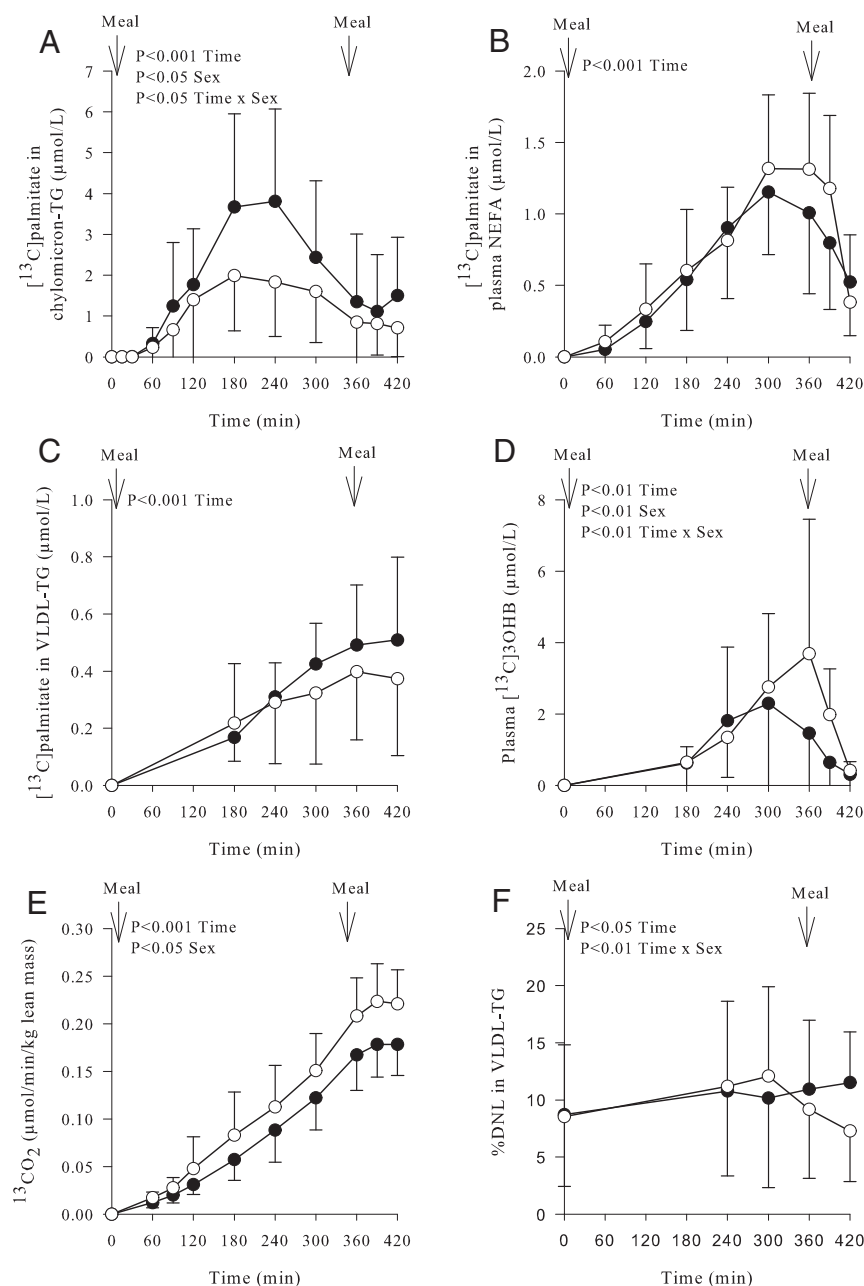 Meal
Meal
A
P<0.001 Time
P<0.05 Sex
P<0.05 Time x Sex
[13C]palmitate in
chylomicron-TG (µmol/L)
7
6
5
4
3
2
1
0
0 60 120 180 240 300 360 420
Time (min)
Meal
Meal
B
P<0.001 Time
[13C]palmitate in
plasma NEFA (µmol/L)
2.0
1.5
1.0
0.5
0.0
0 60 120 180 240 300 360 420
Time (min)
C
Meal
Meal
P<0.001 Time
[13C]palmitate in VLDL-TG (µmol/L)
1.0
0.8
0.6
0.4
0.2
0.0
0 60 120 180 240 300 360 420
Time (min)
D
Meal
Meal
P<0.01 Time
P<0.01 Sex
P<0.01 Time x Sex
Plasma [13C]3OHB (µmol/L)
8
6
4
2
0
0 60 120 180 240 300 360 420
Time (min)
E
Meal
Meal
P<0.001 Time
P<0.05 Sex
13CO2 (µmol/min/kg lean mass)
0.30
0.25
0.20
0.15
0.10
0.05
0.00
0 60 120 180 240 300 360 420
Time (min)
F
Meal
Meal
P<0.05 Time
P<0.01 Time x Sex
%DNL in VLDL-TG
25
20
15
10
5
0
0 60 120 180 240 300 360 420
Time (min)